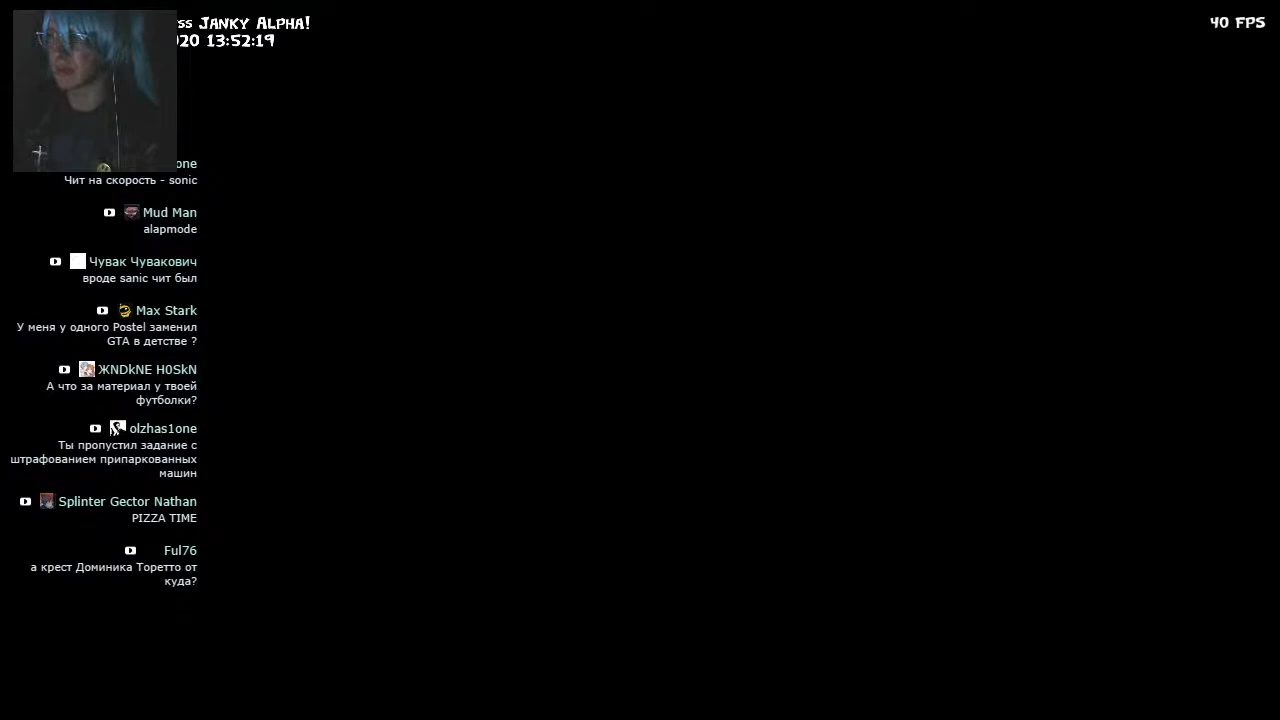 ss Janky Alpha!
20 13:52:19
40 FPS
one
Чит на скорость - sonic
Mud Man
alapmode
Чувак Чувакович
вроде sanic чит был
Max Stark
У меня у одного Postel заменил
GTA в детстве ?
ЖNDkNE H0SkN
А что за материал у твоей
футболки?
olzhas1one
Ты пропустил задание с
штрафованием припаркованных
машин
Splinter Gector Nathan
PIZZA TIME
Ful76
а крест Доминика Торетто от
куда?